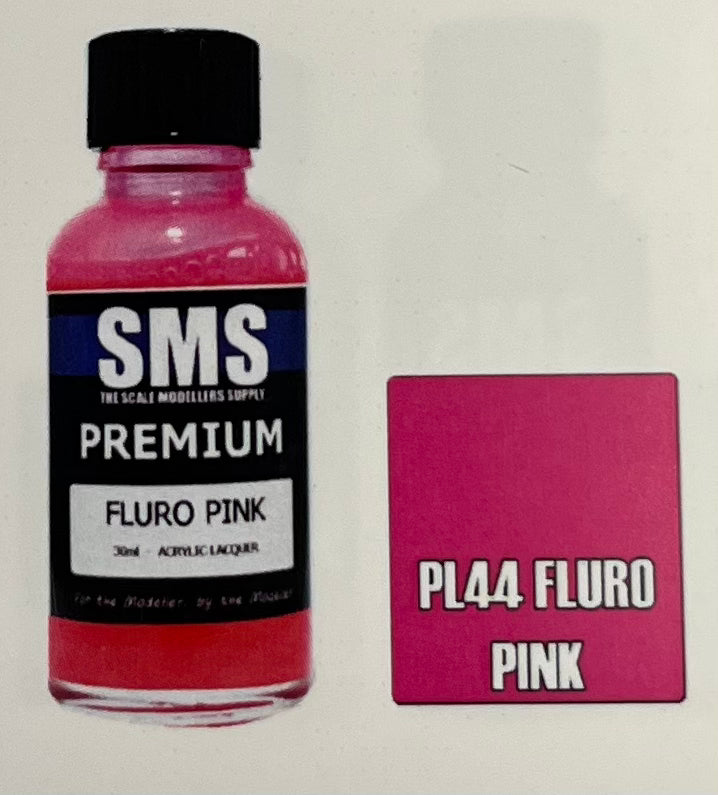 SMS
THE SCALE MODELLERS SUPPLY
PREMIUM
FLURO PINK
30ml - ACRYLIC LACQUER
For the Modeller, by the Modeller
PL44 FLURO
PINK